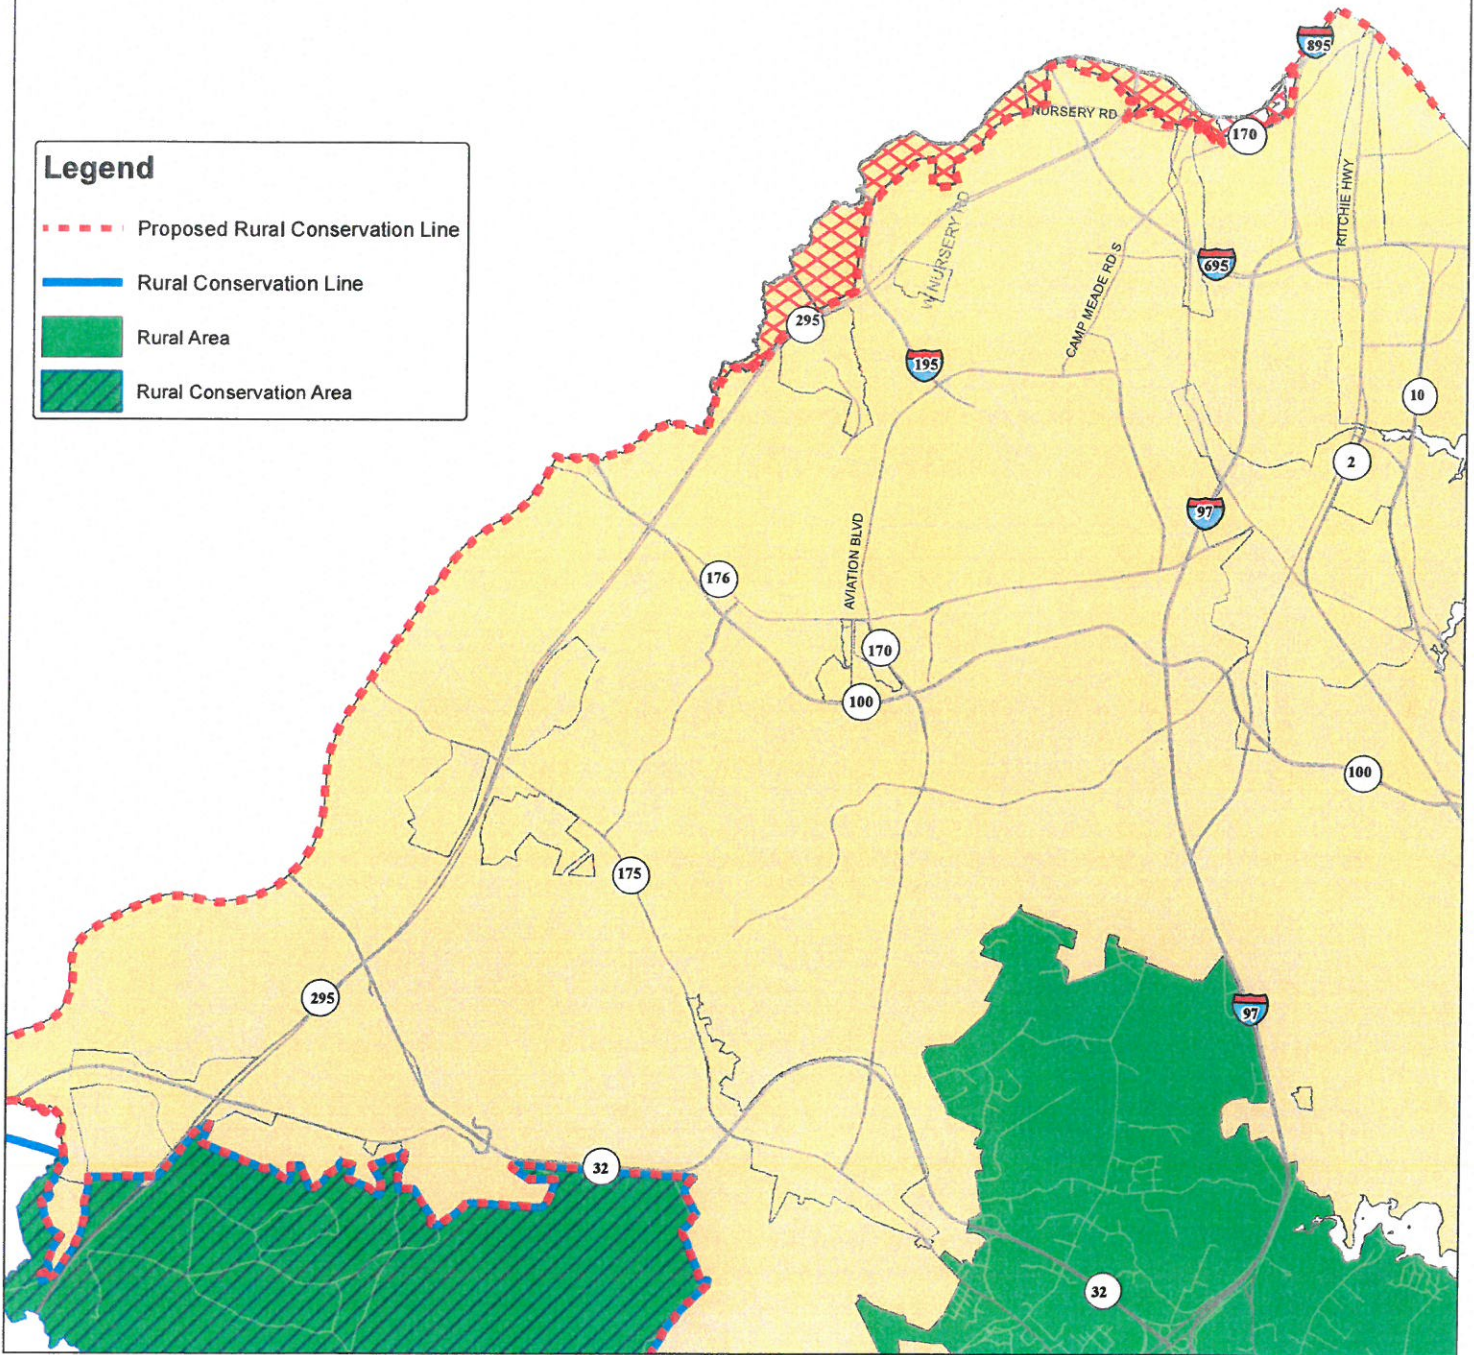 Legend
Proposed Rural Conservation Line
Rural Conservation Line
Rural Area
Rural Conservation Area
895
NURSERY RD
170
RITCHIE HWY
W NURSERY RD
CAMP MEADE RD S
695
295
195
10
2
97
AVIATION BLVD
176
170
100
100
175
295
97
32
32